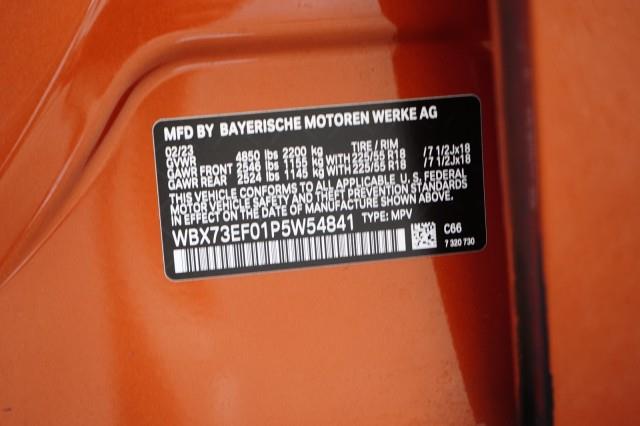 MFD BY BAYERISCHE MOTOREN WERKE AG
02/23 TIRE / RIM
GVWR 4850 lbs 2200 kg
GAWR FRONT 2546 lbs 1155 kg WITH 225/55 R18 /7 1/2Jx18
GAWR REAR 2524 lbs 1145 kg WITH 225/55 R18 /7 1/2Jx18
THIS VEHICLE CONFORMS TO ALL APPLICABLE U.S. FEDERAL
MOTOR VEHICLE SAFETY AND THEFT PREVENTION STANDARDS
IN EFFECT ON THE DATE OF MANUFACTURE SHOWN ABOVE.
WBX73EF01P5W54841 TYPE: MPV
C66
7 320 730